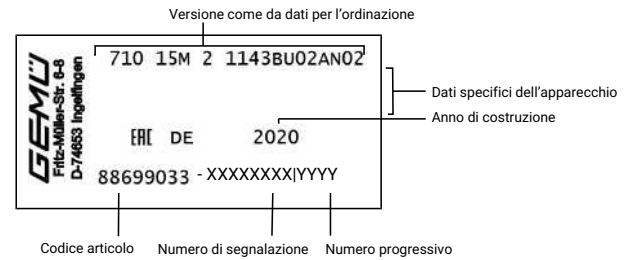 Versione come da dati per l'ordinazione
GEMÜ
Fritz-Müller-Str. 6-8
D-74653 Ingelfingen
710 15M 2 1143BU02AN02
Dati specifici dell'apparecchio
Anno di costruzione
EAC DE 2020
88699033 - XXXXXXXX|YYYY
Codice articolo Numero di segnalazione Numero progressivo